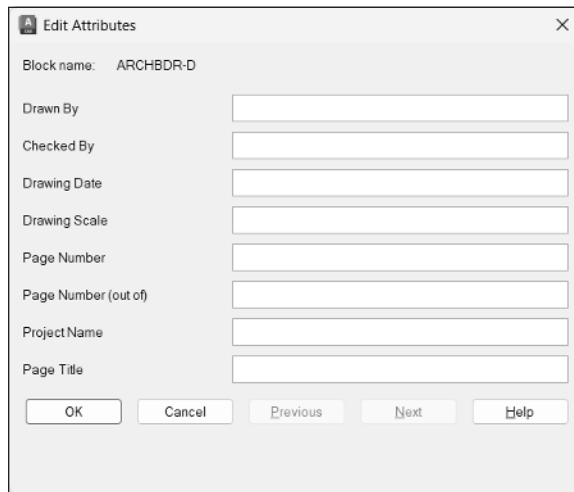 Edit Attributes
Block name: ARCHBDR-D
Drawn By
Checked By
Drawing Date
Drawing Scale
Page Number
Page Number (out of)
Project Name
Page Title
OK Cancel Previous Next Help